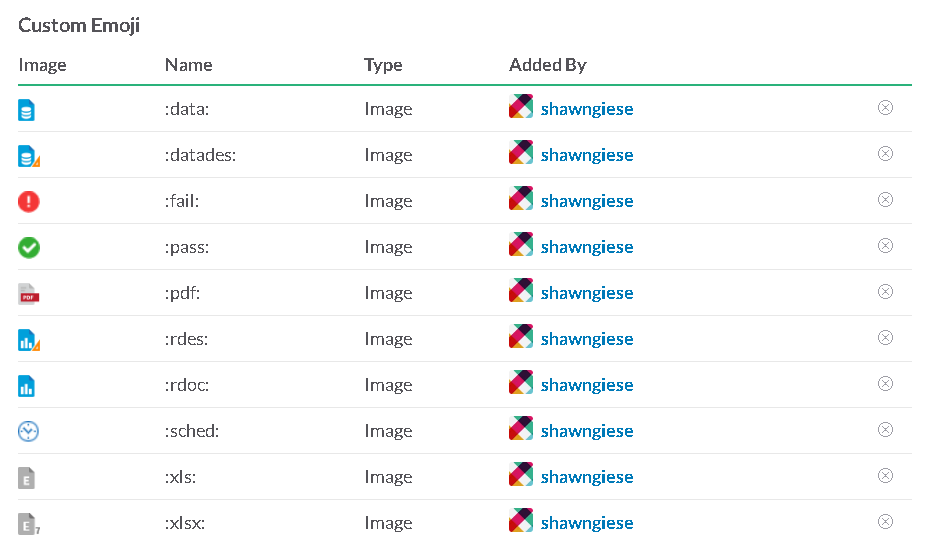 Custom Emoji
Image Name Type Added By
:data: Image shawngiese
:datades: Image shawngiese
! :fail: Image shawngiese
:pass: Image shawngiese
PDF :pdf: Image shawngiese
:rdes: Image shawngiese
:rdoc: Image shawngiese
:sched: Image shawngiese
E :xls: Image shawngiese
E7 :xlsx: Image shawngiese